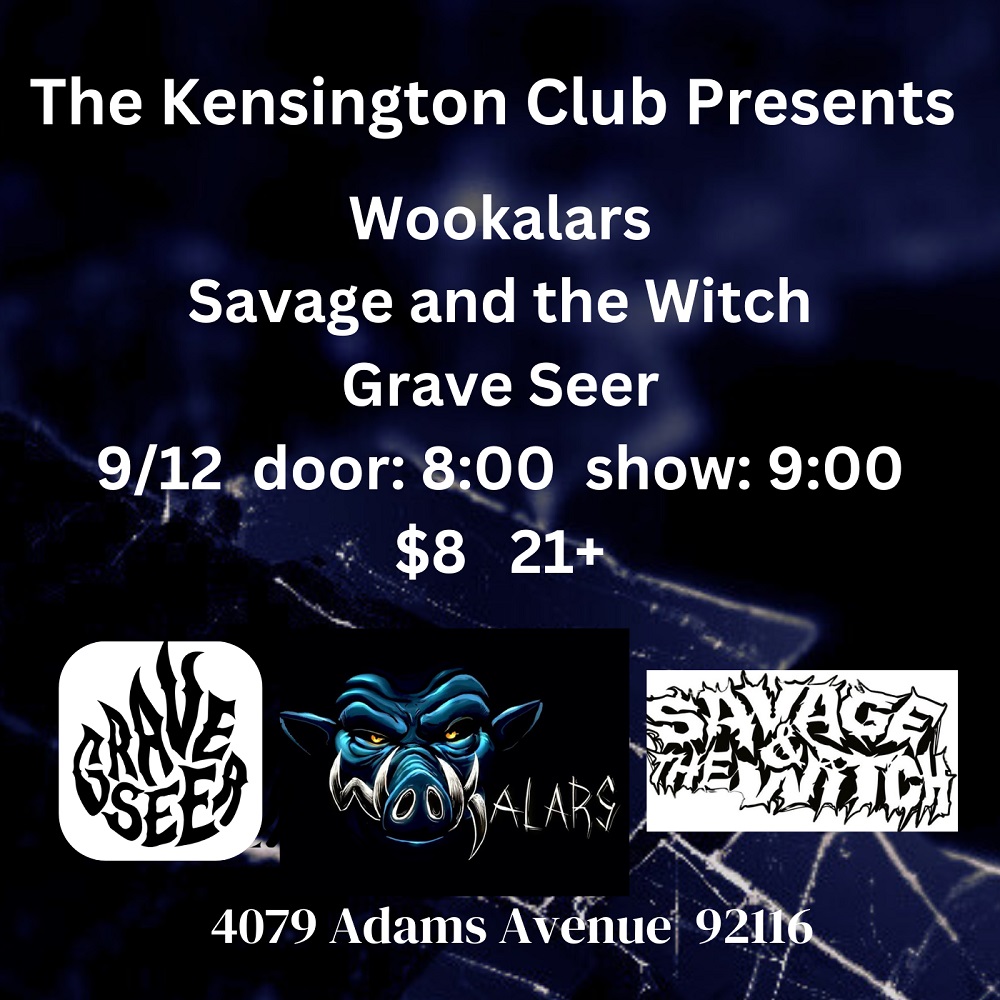 The Kensington Club Presents
Wookalars
Savage and the Witch
Grave Seer
9/12 door: 8:00 show: 9:00
$8 21+
GRAVE
SEER
WOOKALARS
SAVAGE
&
THE WITCH
4079 Adams Avenue 92116